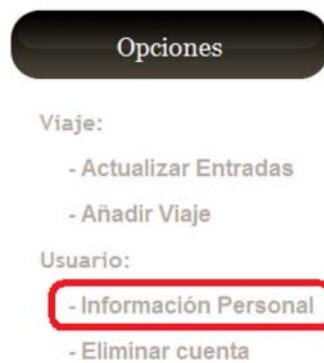 Opciones
Viaje:
- Actualizar Entradas
- Añadir Viaje
Usuario:
- Información Personal
- Eliminar cuenta